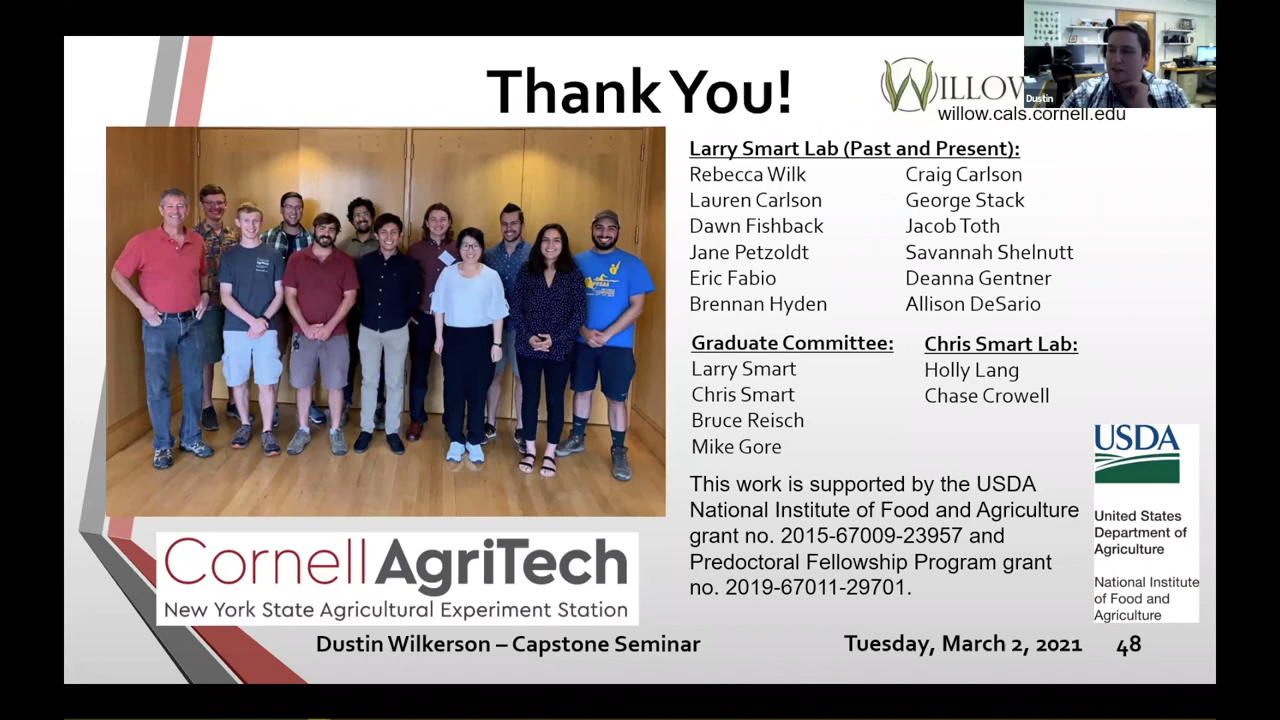 Thank You!
WILLOW
willow.cals.cornell.edu
Dustin
Larry Smart Lab (Past and Present):
Rebecca Wilk Craig Carlson
Lauren Carlson George Stack
Dawn Fishback Jacob Toth
Jane Petzoldt Savannah Shelnutt
Eric Fabio Deanna Gentner
Brennan Hyden Allison DeSario
Graduate Committee: Chris Smart Lab:
Larry Smart Holly Lang
Chris Smart Chase Crowell
Bruce Reisch
Mike Gore
This work is supported by the USDA
National Institute of Food and Agriculture
grant no. 2015-67009-23957 and
Predoctoral Fellowship Program grant
no. 2019-67011-29701.
USDA
United States
Department of
Agriculture
National Institute
of Food and
Agriculture
Cornell AgriTech
New York State Agricultural Experiment Station
Dustin Wilkerson – Capstone Seminar Tuesday, March 2, 2021 48